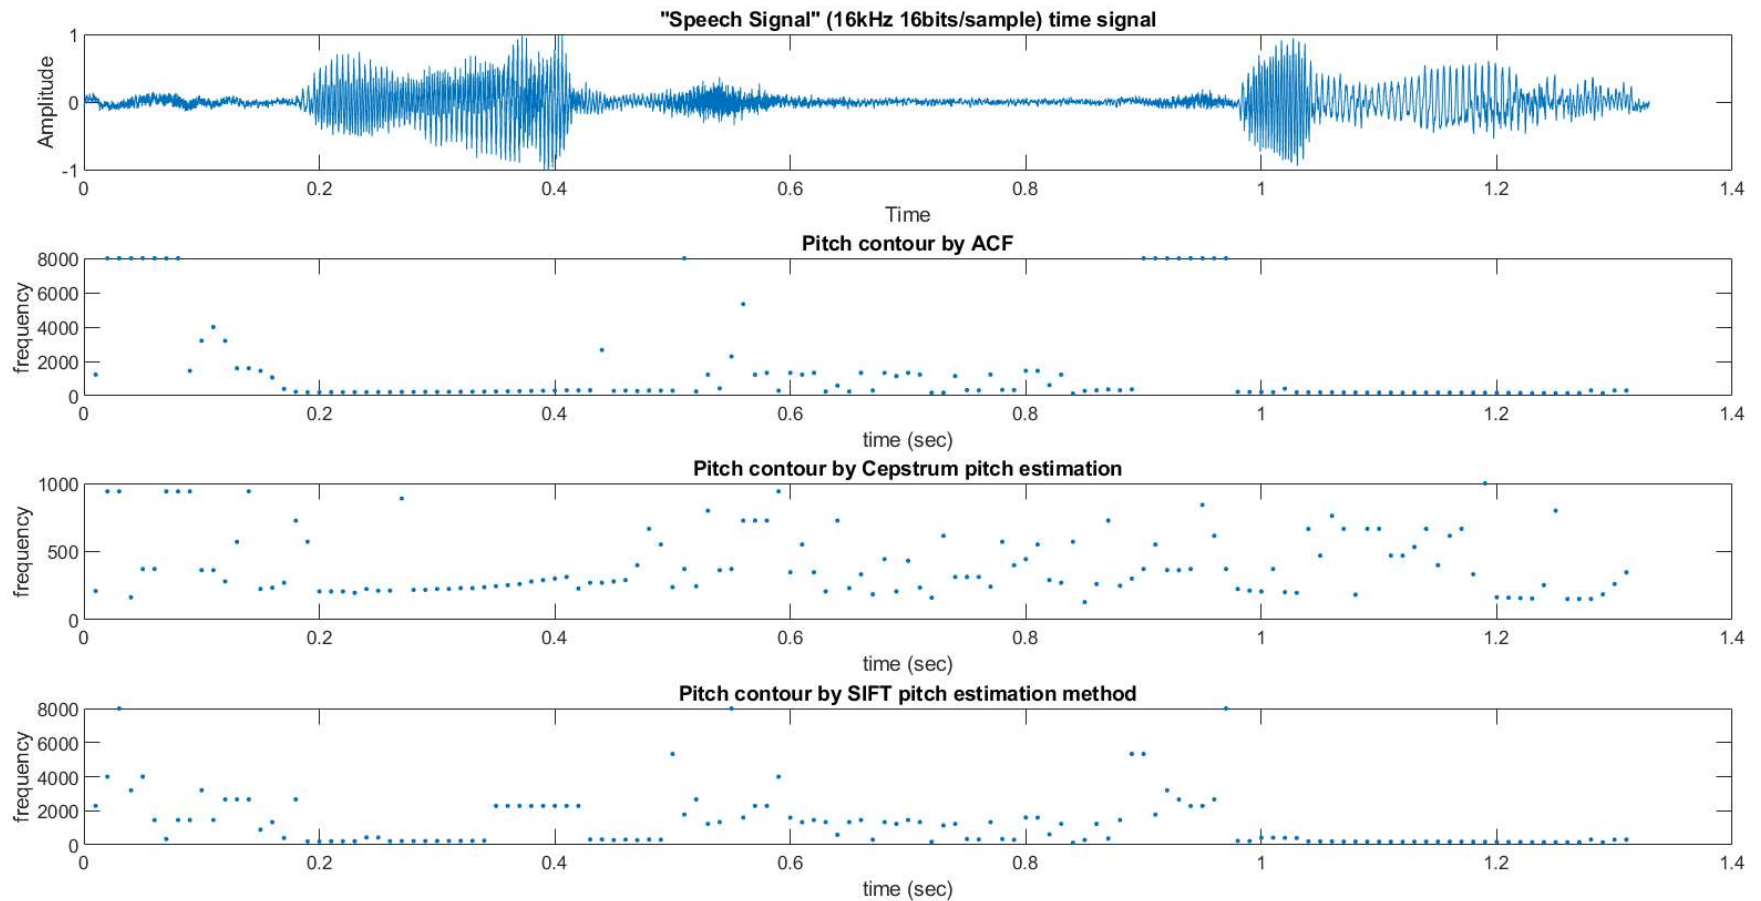 "Speech Signal" (16kHz 16bits/sample) time signal
Amplitude
1
0
-1
0 0.2 0.4 0.6 0.8 1 1.2 1.4
Time
Pitch contour by ACF
frequency
8000
6000
4000
2000
0
0 0.2 0.4 0.6 0.8 1 1.2 1.4
time (sec)
Pitch contour by Cepstrum pitch estimation
frequency
1000
500
0
0 0.2 0.4 0.6 0.8 1 1.2 1.4
time (sec)
Pitch contour by SIFT pitch estimation method
frequency
8000
6000
4000
2000
0
0 0.2 0.4 0.6 0.8 1 1.2 1.4
time (sec)